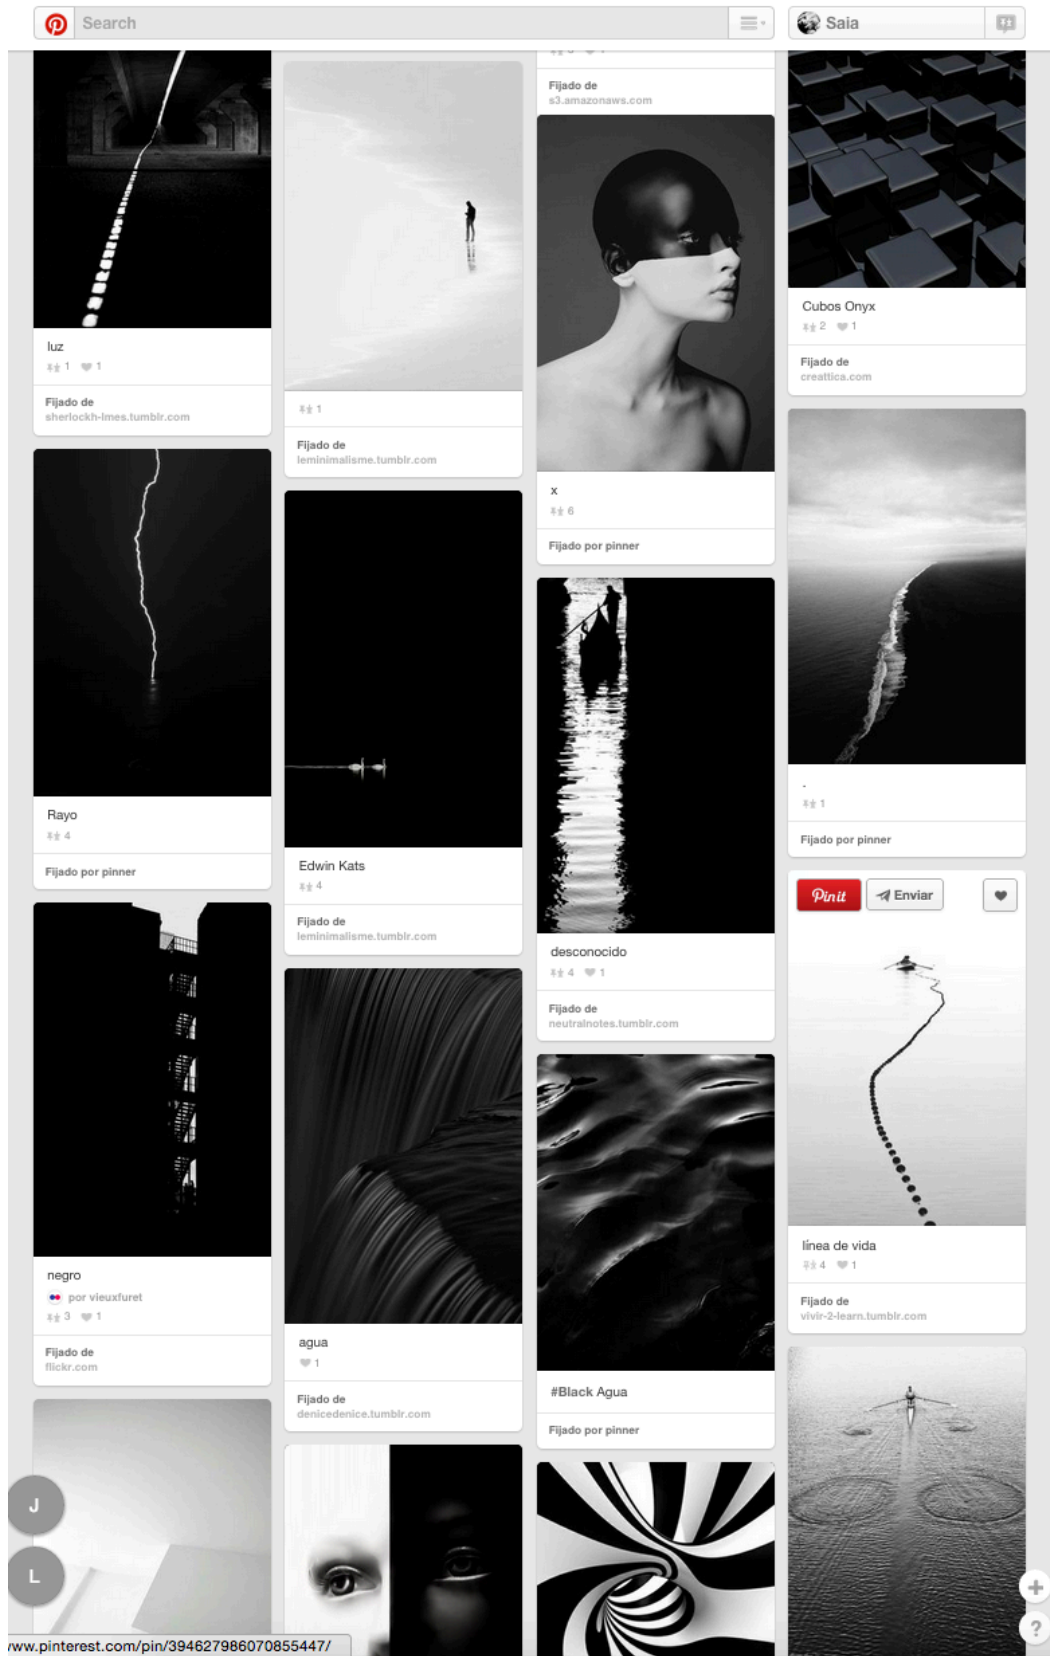 Search
Saia
luz
1 1
Fijado de
sherlockh-lmes.tumblr.com
Rayo
4
Fijado por pinner
negro
por vieuxfuret
3 1
Fijado de
flickr.com
J
L
1
Fijado de
leminimalisme.tumblr.com
Edwin Kats
4
Fijado de
leminimalisme.tumblr.com
agua
1
Fijado de
denicedenice.tumblr.com
Fijado de
s3.amazonaws.com
x
6
Fijado por pinner
desconocido
4 1
Fijado de
neutralnotes.tumblr.com
#Black Agua
Fijado por pinner
Cubos Onyx
2 1
Fijado de
creattica.com
.
1
Fijado por pinner
Pin it Enviar
línea de vida
4 1
Fijado de
vivir-2-learn.tumblr.com
+
?
www.pinterest.com/pin/394627986070855447/